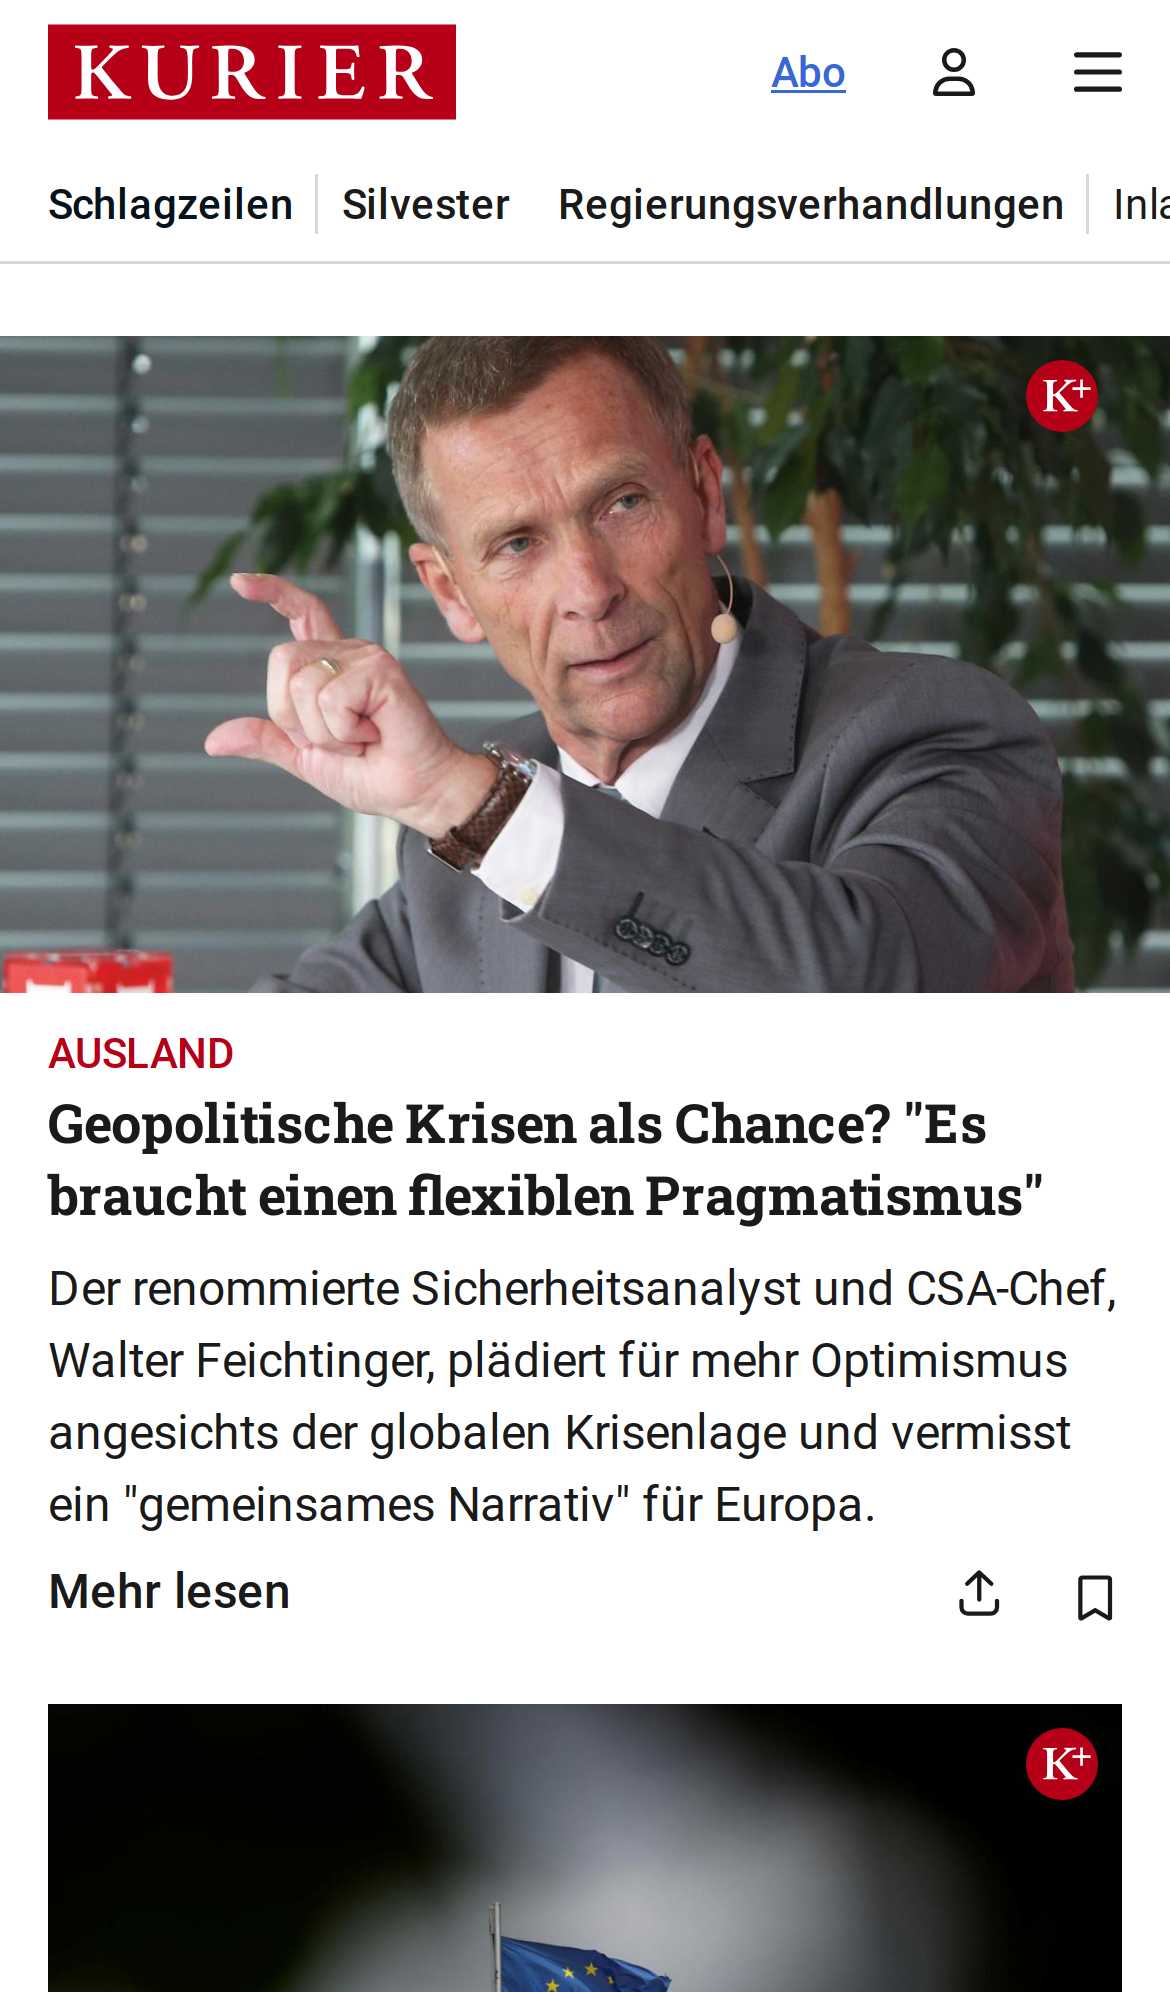 KURIER
Abo
Schlagzeilen
Silvester
Regierungsverhandlungen
K+
AUSLAND
Geopolitische Krisen als Chance? "Es
braucht einen flexiblen Pragmatismus"
Der renommierte Sicherheitsanalyst und CSA-Chef,
Walter Feichtinger, plädiert für mehr Optimismus
angesichts der globalen Krisenlage und vermisst
ein "gemeinsames Narrativ" für Europa.
Mehr lesen
K+